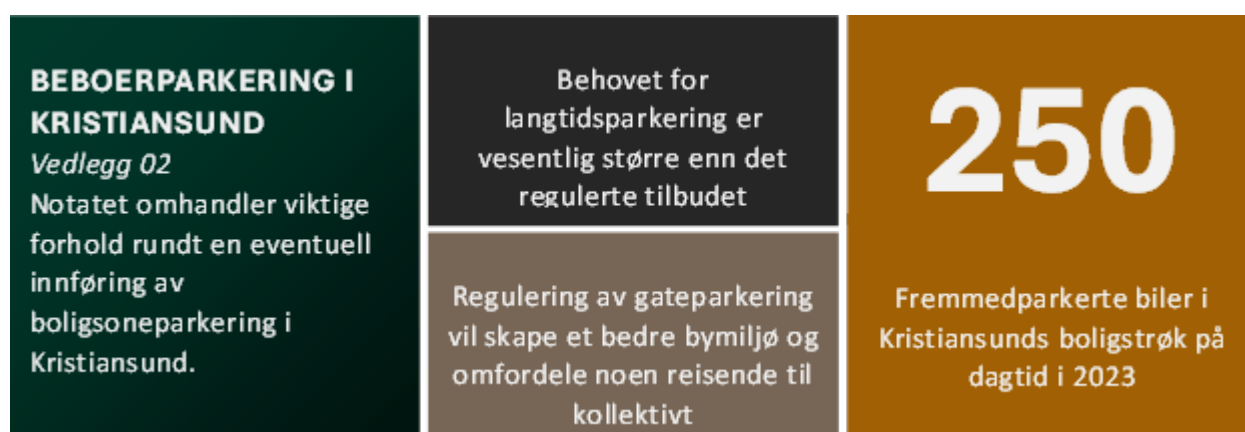 BEBOERPARKERING I
KRISTIANSUND
Vedlegg 02
Notatet omhandler viktige
forhold rundt en eventuell
innføring av
boligsoneparkering i
Kristiansund.
Behovet for
langtidsparkering er
vesentlig større enn det
regulerte tilbudet
Regulering av gateparkering
vil skape et bedre bymiljø og
omfordele noen reisende til
kollektivt
250
Fremmedparkerte biler i
Kristiansunds boligstrøk på
dagtid i 2023